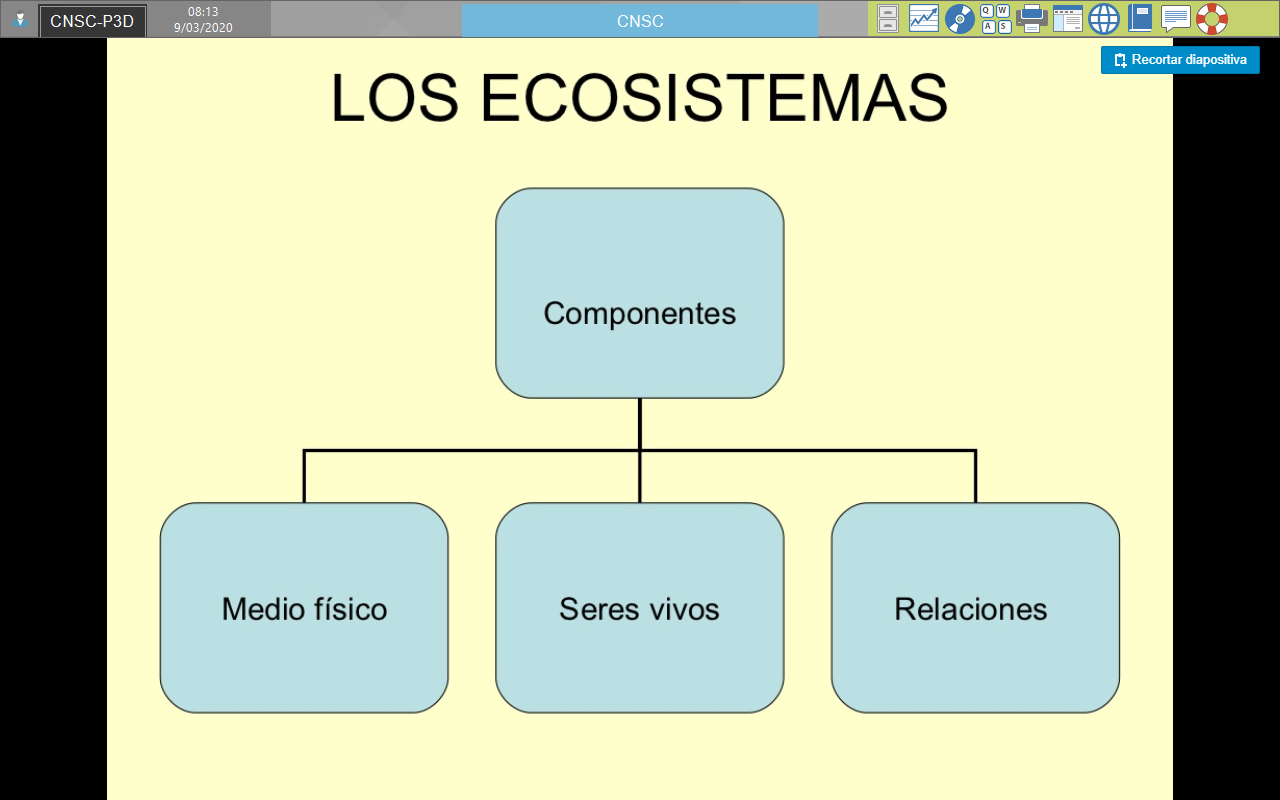 CNSC-P3D
08:13
9/03/2020
CNSC
Q W
A S
Recortar diapositiva
LOS ECOSISTEMAS
Componentes
Medio físico
Seres vivos
Relaciones